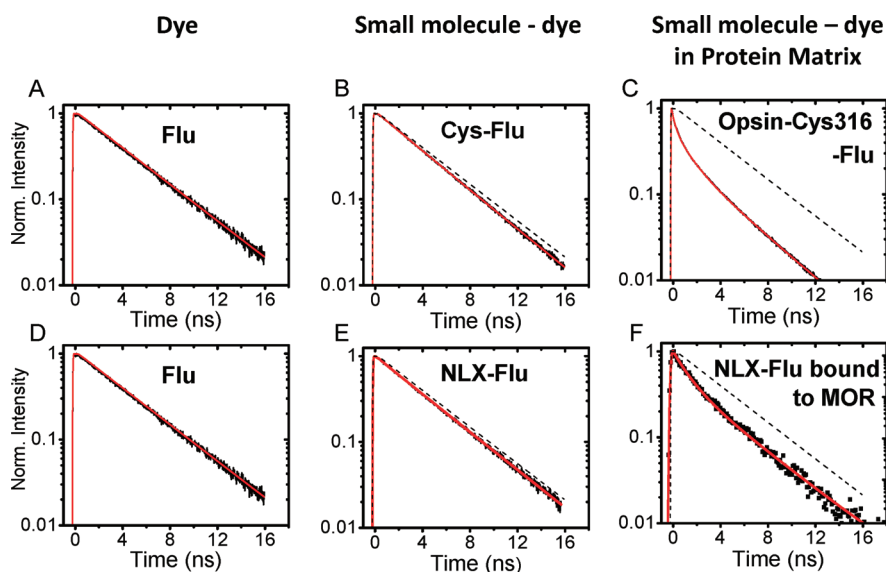 Dye
Small molecule - dye
Small molecule – dye
in Protein Matrix
A
Norm. Intensity
1
0.1
0.01
Flu
0 4 8 12 16
Time (ns)
B
1
0.1
0.01
Cys-Flu
0 4 8 12 16
Time (ns)
C
1
0.1
0.01
Opsin-Cys316
-Flu
0 4 8 12 16
Time (ns)
D
Norm. Intensity
1
0.1
0.01
Flu
0 4 8 12 16
Time (ns)
E
1
0.1
0.01
NLX-Flu
0 4 8 12 16
Time (ns)
F
1
0.1
0.01
NLX-Flu bound
to MOR
0 4 8 12 16
Time (ns)